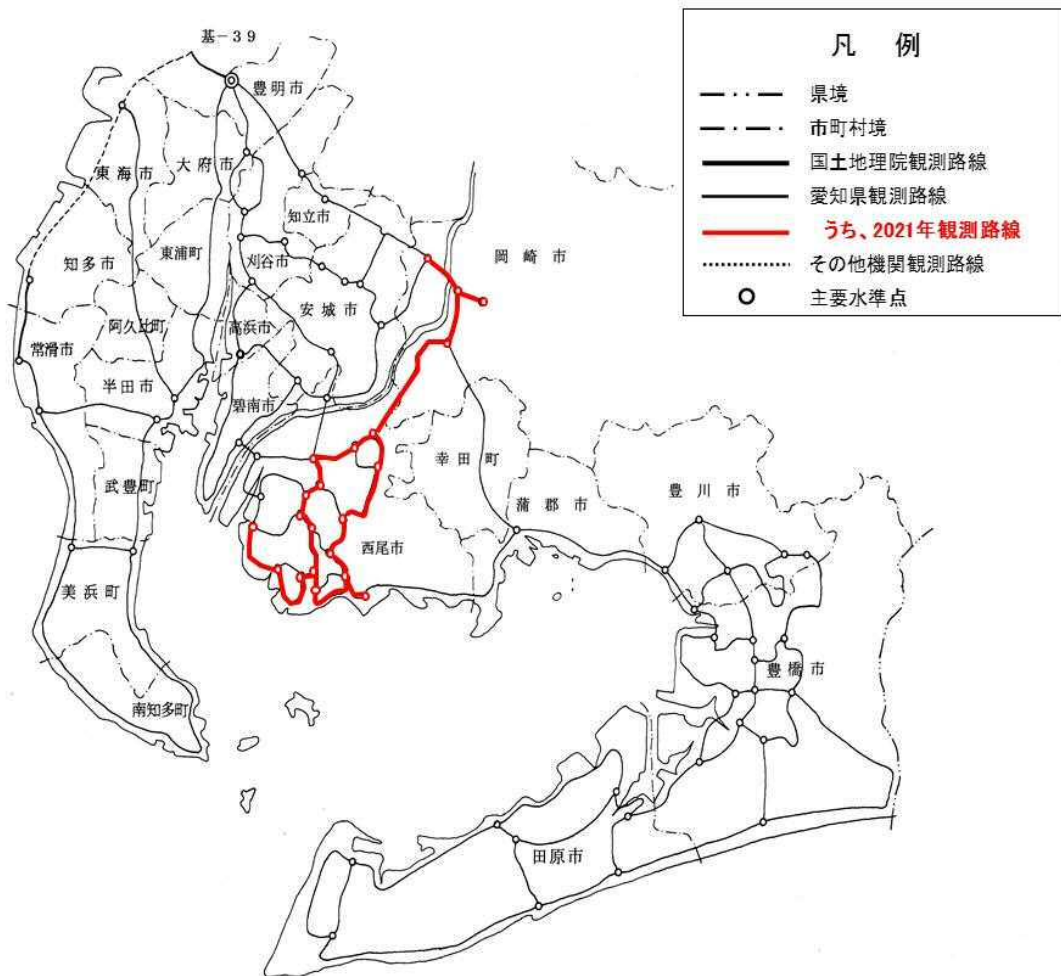 基−39
豊明市
東海市
大府市
知立市
岡崎市
知多市
東浦町
刈谷市
安城市
阿久比町
高浜市
常滑市
半田市
碧南市
幸田町
武豊町
豊川市
蒲郡市
西尾市
美浜町
豊橋市
南知多町
田原市
凡 例
県境
市町村境
国土地理院観測路線
愛知県観測路線
うち、2021年観測路線
その他機関観測路線
主要水準点